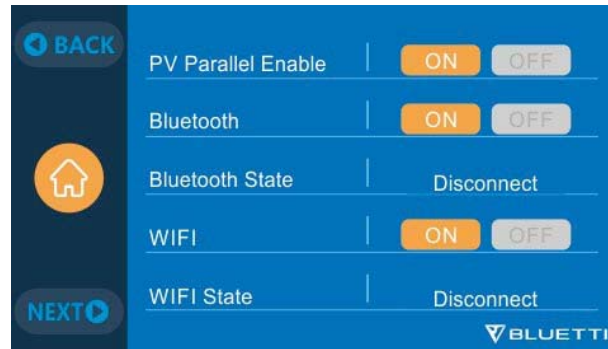 BACK
PV Parallel Enable ON OFF
Bluetooth ON OFF
Bluetooth State Disconnect
WIFI ON OFF
WIFI State Disconnect
NEXT
BLUETTI